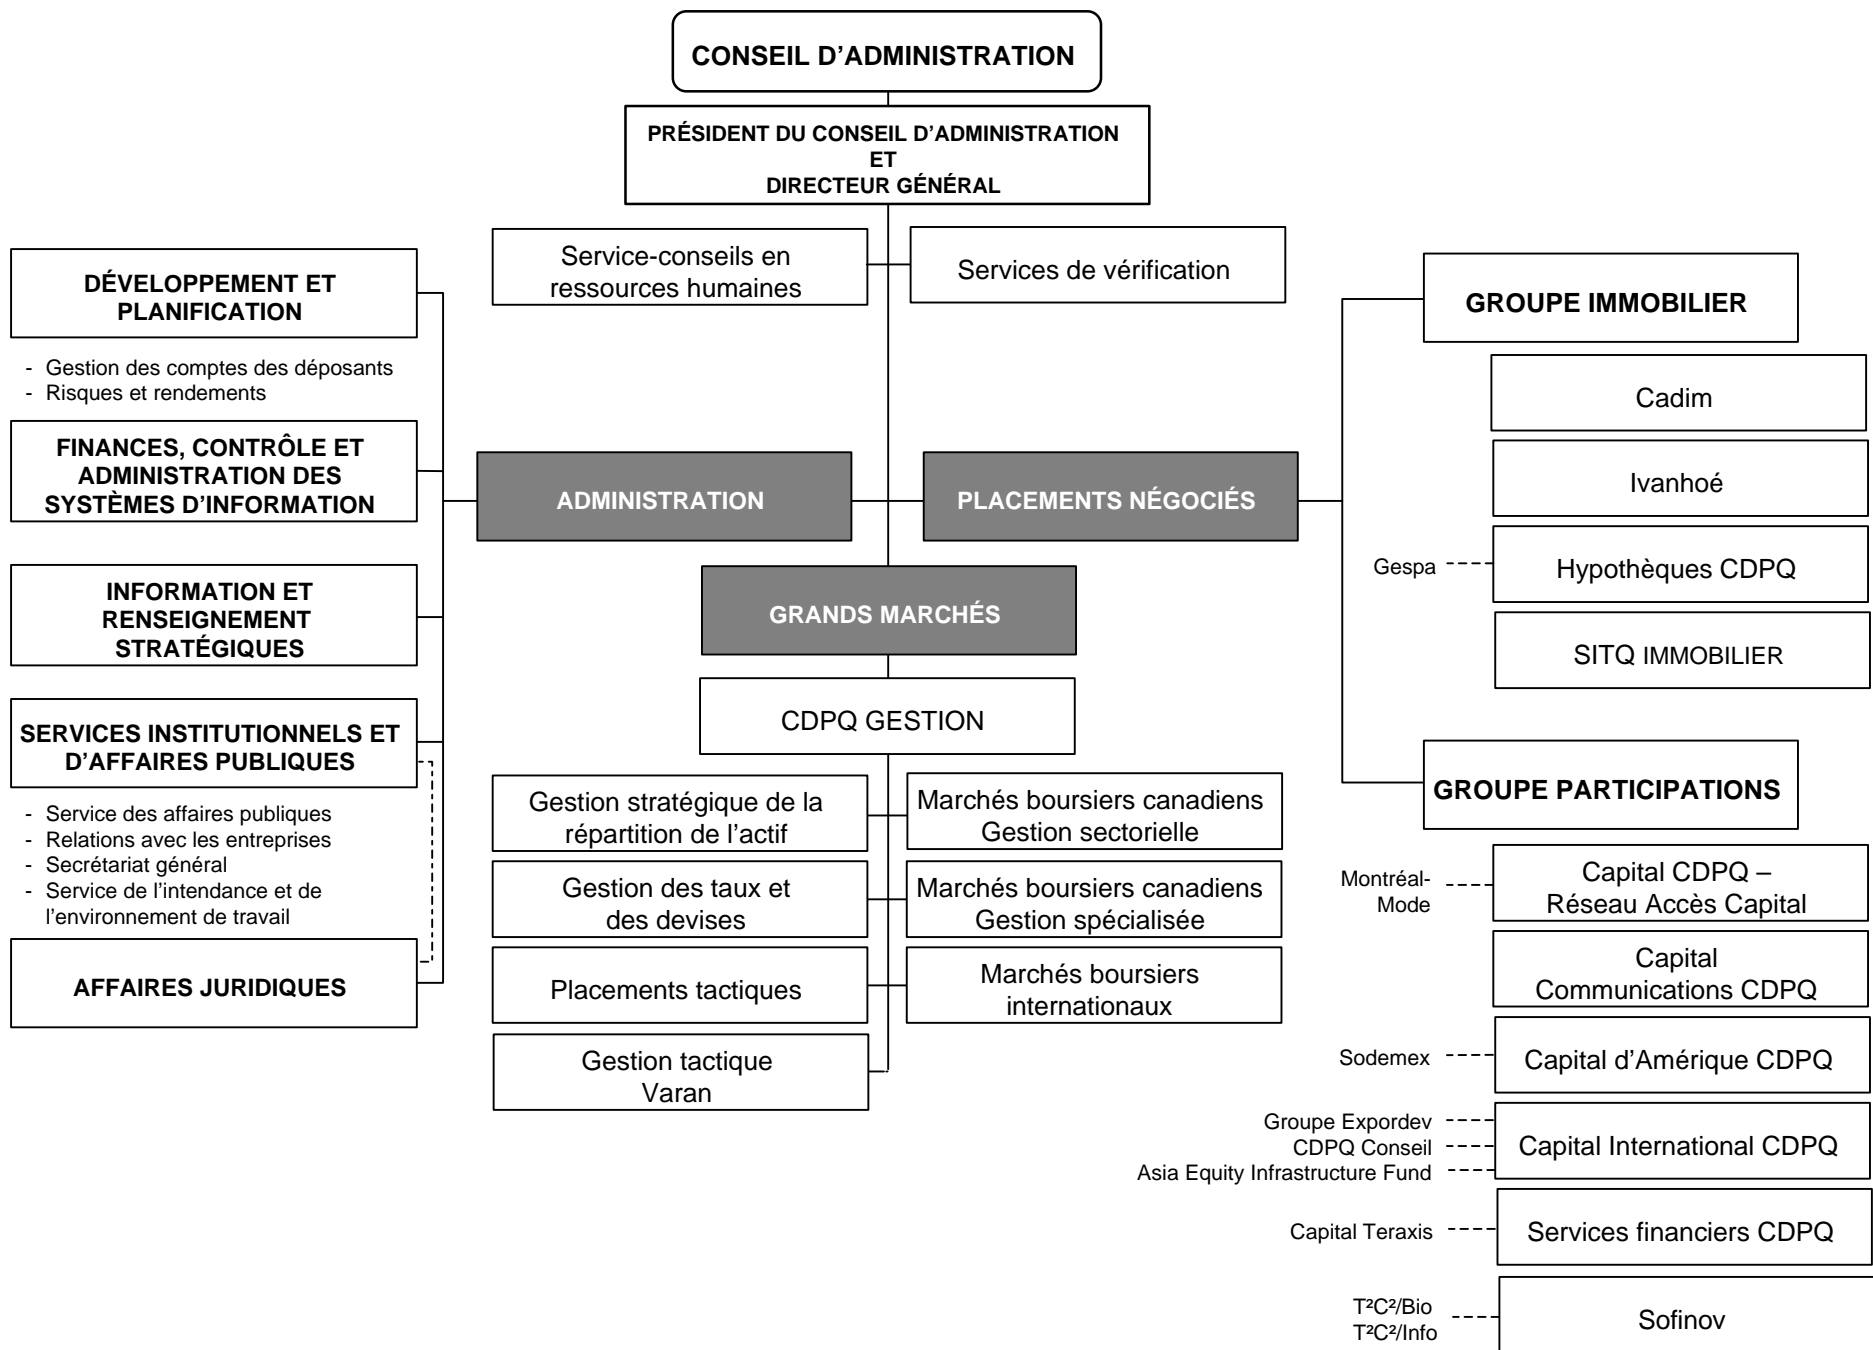 CONSEIL D’ADMINISTRATION
PRÉSIDENT DU CONSEIL D’ADMINISTRATION
ET
DIRECTEUR GÉNÉRAL
Service-conseils en
ressources humaines
Services de vérification
DÉVELOPPEMENT ET
PLANIFICATION
- Gestion des comptes des déposants
- Risques et rendements
FINANCES, CONTRÔLE ET
ADMINISTRATION DES
SYSTÈMES D’INFORMATION
INFORMATION ET
RENSEIGNEMENT
STRATÉGIQUES
SERVICES INSTITUTIONNELS ET
D’AFFAIRES PUBLIQUES
- Service des affaires publiques
- Relations avec les entreprises
- Secrétariat général
- Service de l’intendance et de
l’environnement de travail
AFFAIRES JURIDIQUES
ADMINISTRATION
PLACEMENTS NÉGOCIÉS
GRANDS MARCHÉS
CDPQ GESTION
Gestion stratégique de la
répartition de l’actif
Marchés boursiers canadiens
Gestion sectorielle
Gestion des taux et
des devises
Marchés boursiers canadiens
Gestion spécialisée
Placements tactiques
Marchés boursiers
internationaux
Gestion tactique
Varan
GROUPE IMMOBILIER
Cadim
Ivanhoé
Gespa
Hypothèques CDPQ
SITQ IMMOBILIER
GROUPE PARTICIPATIONS
Montréal-
Mode
Capital CDPQ –
Réseau Accès Capital
Capital
Communications CDPQ
Sodemex
Capital d’Amérique CDPQ
Groupe Expordev
CDPQ Conseil
Asia Equity Infrastructure Fund
Capital International CDPQ
Capital Teraxis
Services financiers CDPQ
T²C²/Bio
T²C²/Info
Sofinov